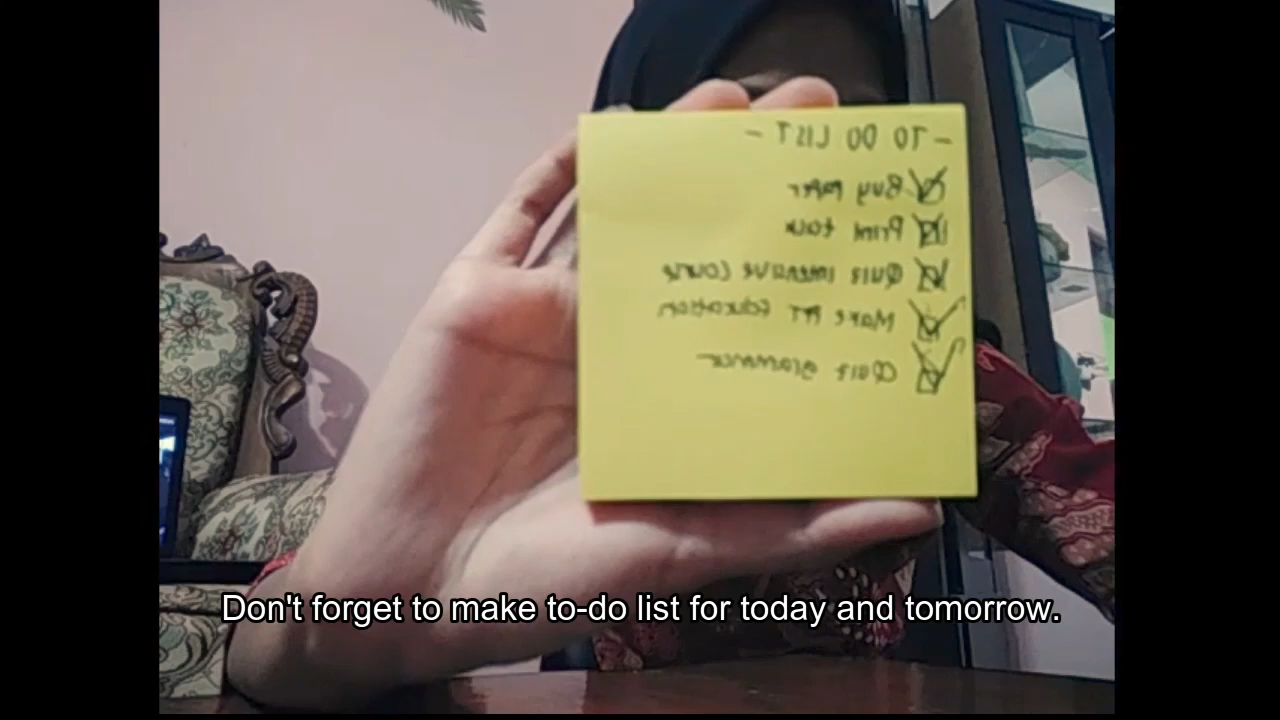 - TO DO LIST -
Buy paper
Print task
Quiz intensive course
Make PPT Education
Quiz grammar
Don't forget to make to-do list for today and tomorrow.